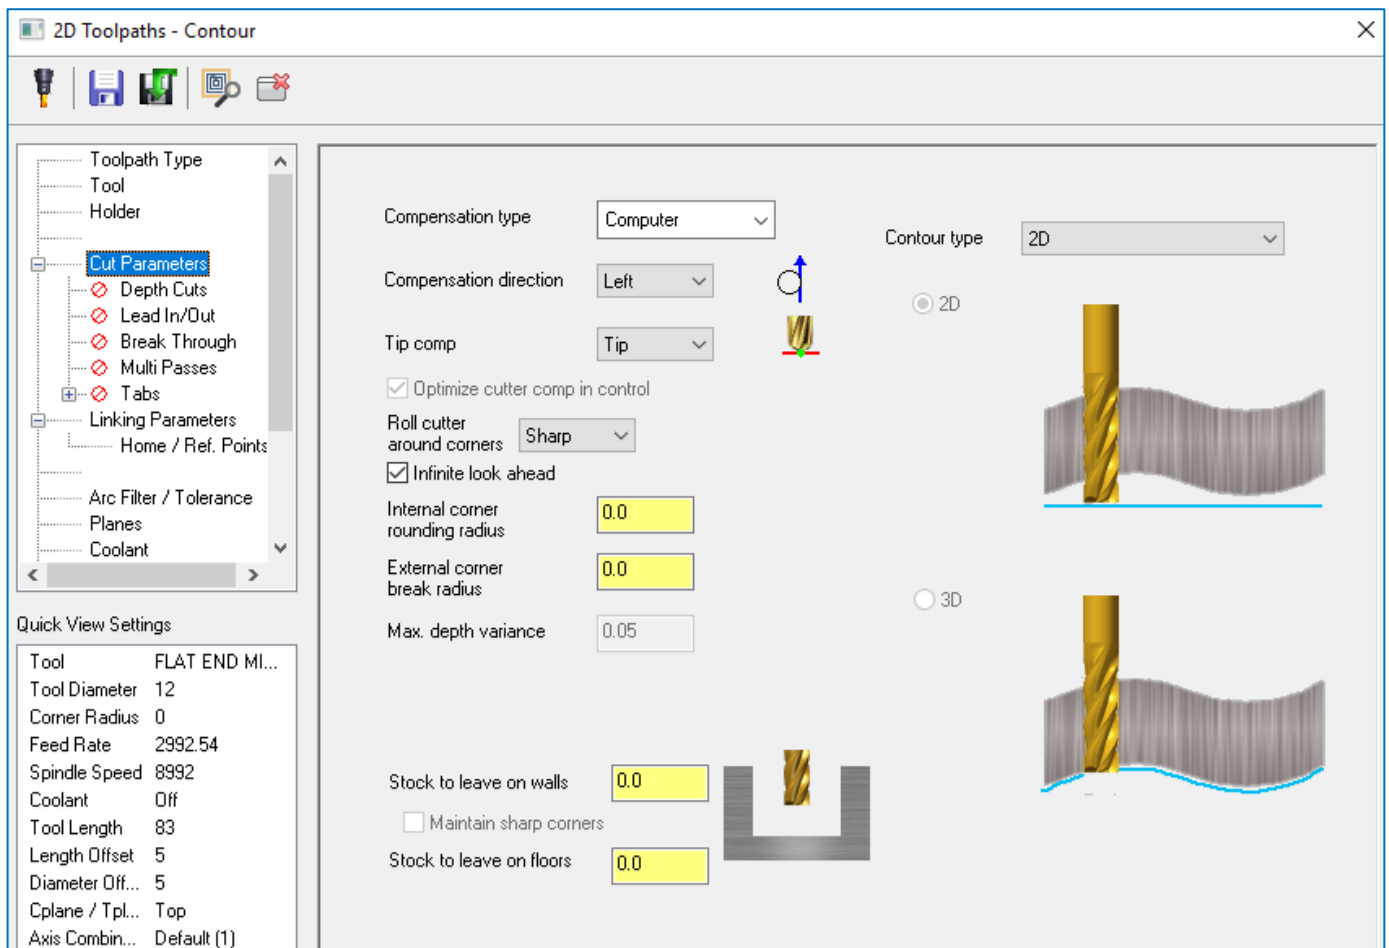 2D Toolpaths - Contour
Toolpath Type
Tool
Holder
Cut Parameters
Depth Cuts
Lead In/Out
Break Through
Multi Passes
Tabs
Linking Parameters
Home / Ref. Points
Arc Filter / Tolerance
Planes
Coolant
Quick View Settings
Tool FLAT END MI...
Tool Diameter 12
Corner Radius 0
Feed Rate 2992.54
Spindle Speed 8992
Coolant Off
Tool Length 83
Length Offset 5
Diameter Off... 5
Cplane / Tpl... Top
Axis Combin... Default (1)
Compensation type Computer
Compensation direction Left
Tip comp Tip
Optimize cutter comp in control
Roll cutter
around corners Sharp
Infinite look ahead
Internal corner
rounding radius 0.0
External corner
break radius 0.0
Max. depth variance 0.05
Stock to leave on walls 0.0
Maintain sharp corners
Stock to leave on floors 0.0
Contour type 2D
2D
3D